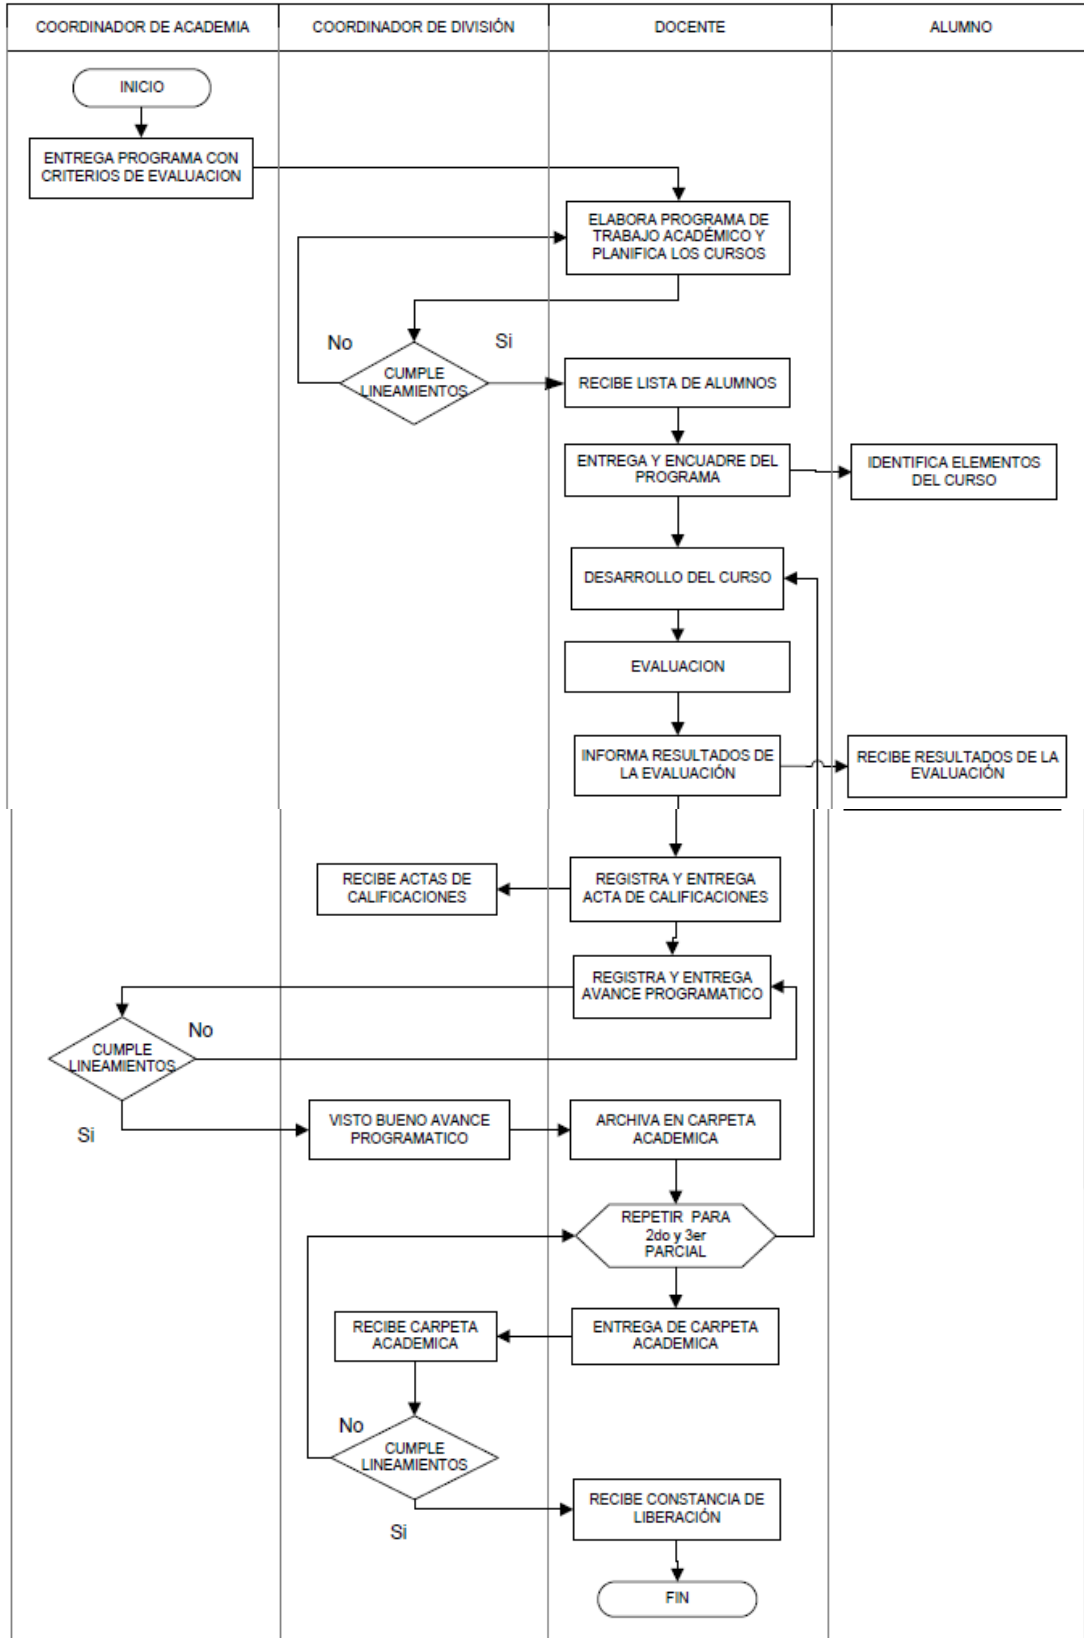 COORDINADOR DE ACADEMIA
COORDINADOR DE DIVISIÓN
DOCENTE
ALUMNO
INICIO
ENTREGA PROGRAMA CON
CRITERIOS DE EVALUACION
ELABORA PROGRAMA DE
TRABAJO ACADÉMICO Y
PLANIFICA LOS CURSOS
No
Si
CUMPLE
LINEAMIENTOS
RECIBE LISTA DE ALUMNOS
ENTREGA Y ENCUADRE DEL
PROGRAMA
IDENTIFICA ELEMENTOS
DEL CURSO
DESARROLLO DEL CURSO
EVALUACION
INFORMA RESULTADOS DE
LA EVALUACIÓN
RECIBE RESULTADOS DE LA
EVALUACIÓN
RECIBE ACTAS DE
CALIFICACIONES
REGISTRA Y ENTREGA
ACTA DE CALIFICACIONES
REGISTRA Y ENTREGA
AVANCE PROGRAMATICO
No
CUMPLE
LINEAMIENTOS
Si
VISTO BUENO AVANCE
PROGRAMATICO
ARCHIVA EN CARPETA
ACADEMICA
REPETIR PARA
2do y 3er
PARCIAL
RECIBE CARPETA
ACADEMICA
ENTREGA DE CARPETA
ACADEMICA
No
CUMPLE
LINEAMIENTOS
Si
RECIBE CONSTANCIA DE
LIBERACIÓN
FIN